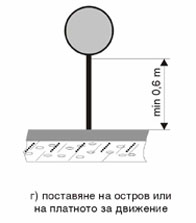 min 0,6 m
г) поставяне на остров или
на платното за движение